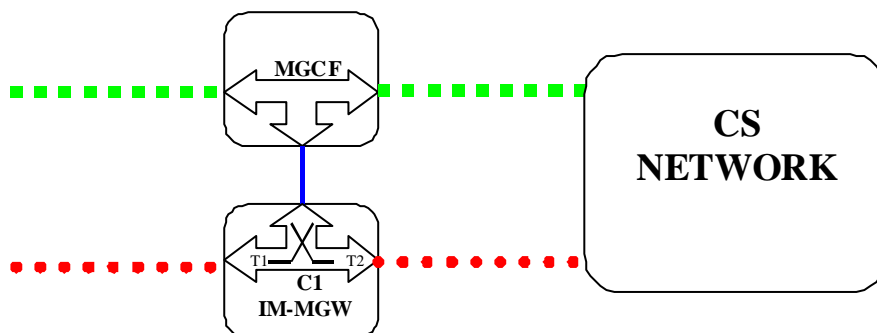 MGCF
CS
NETWORK
T1 T2
C1
IM-MGW